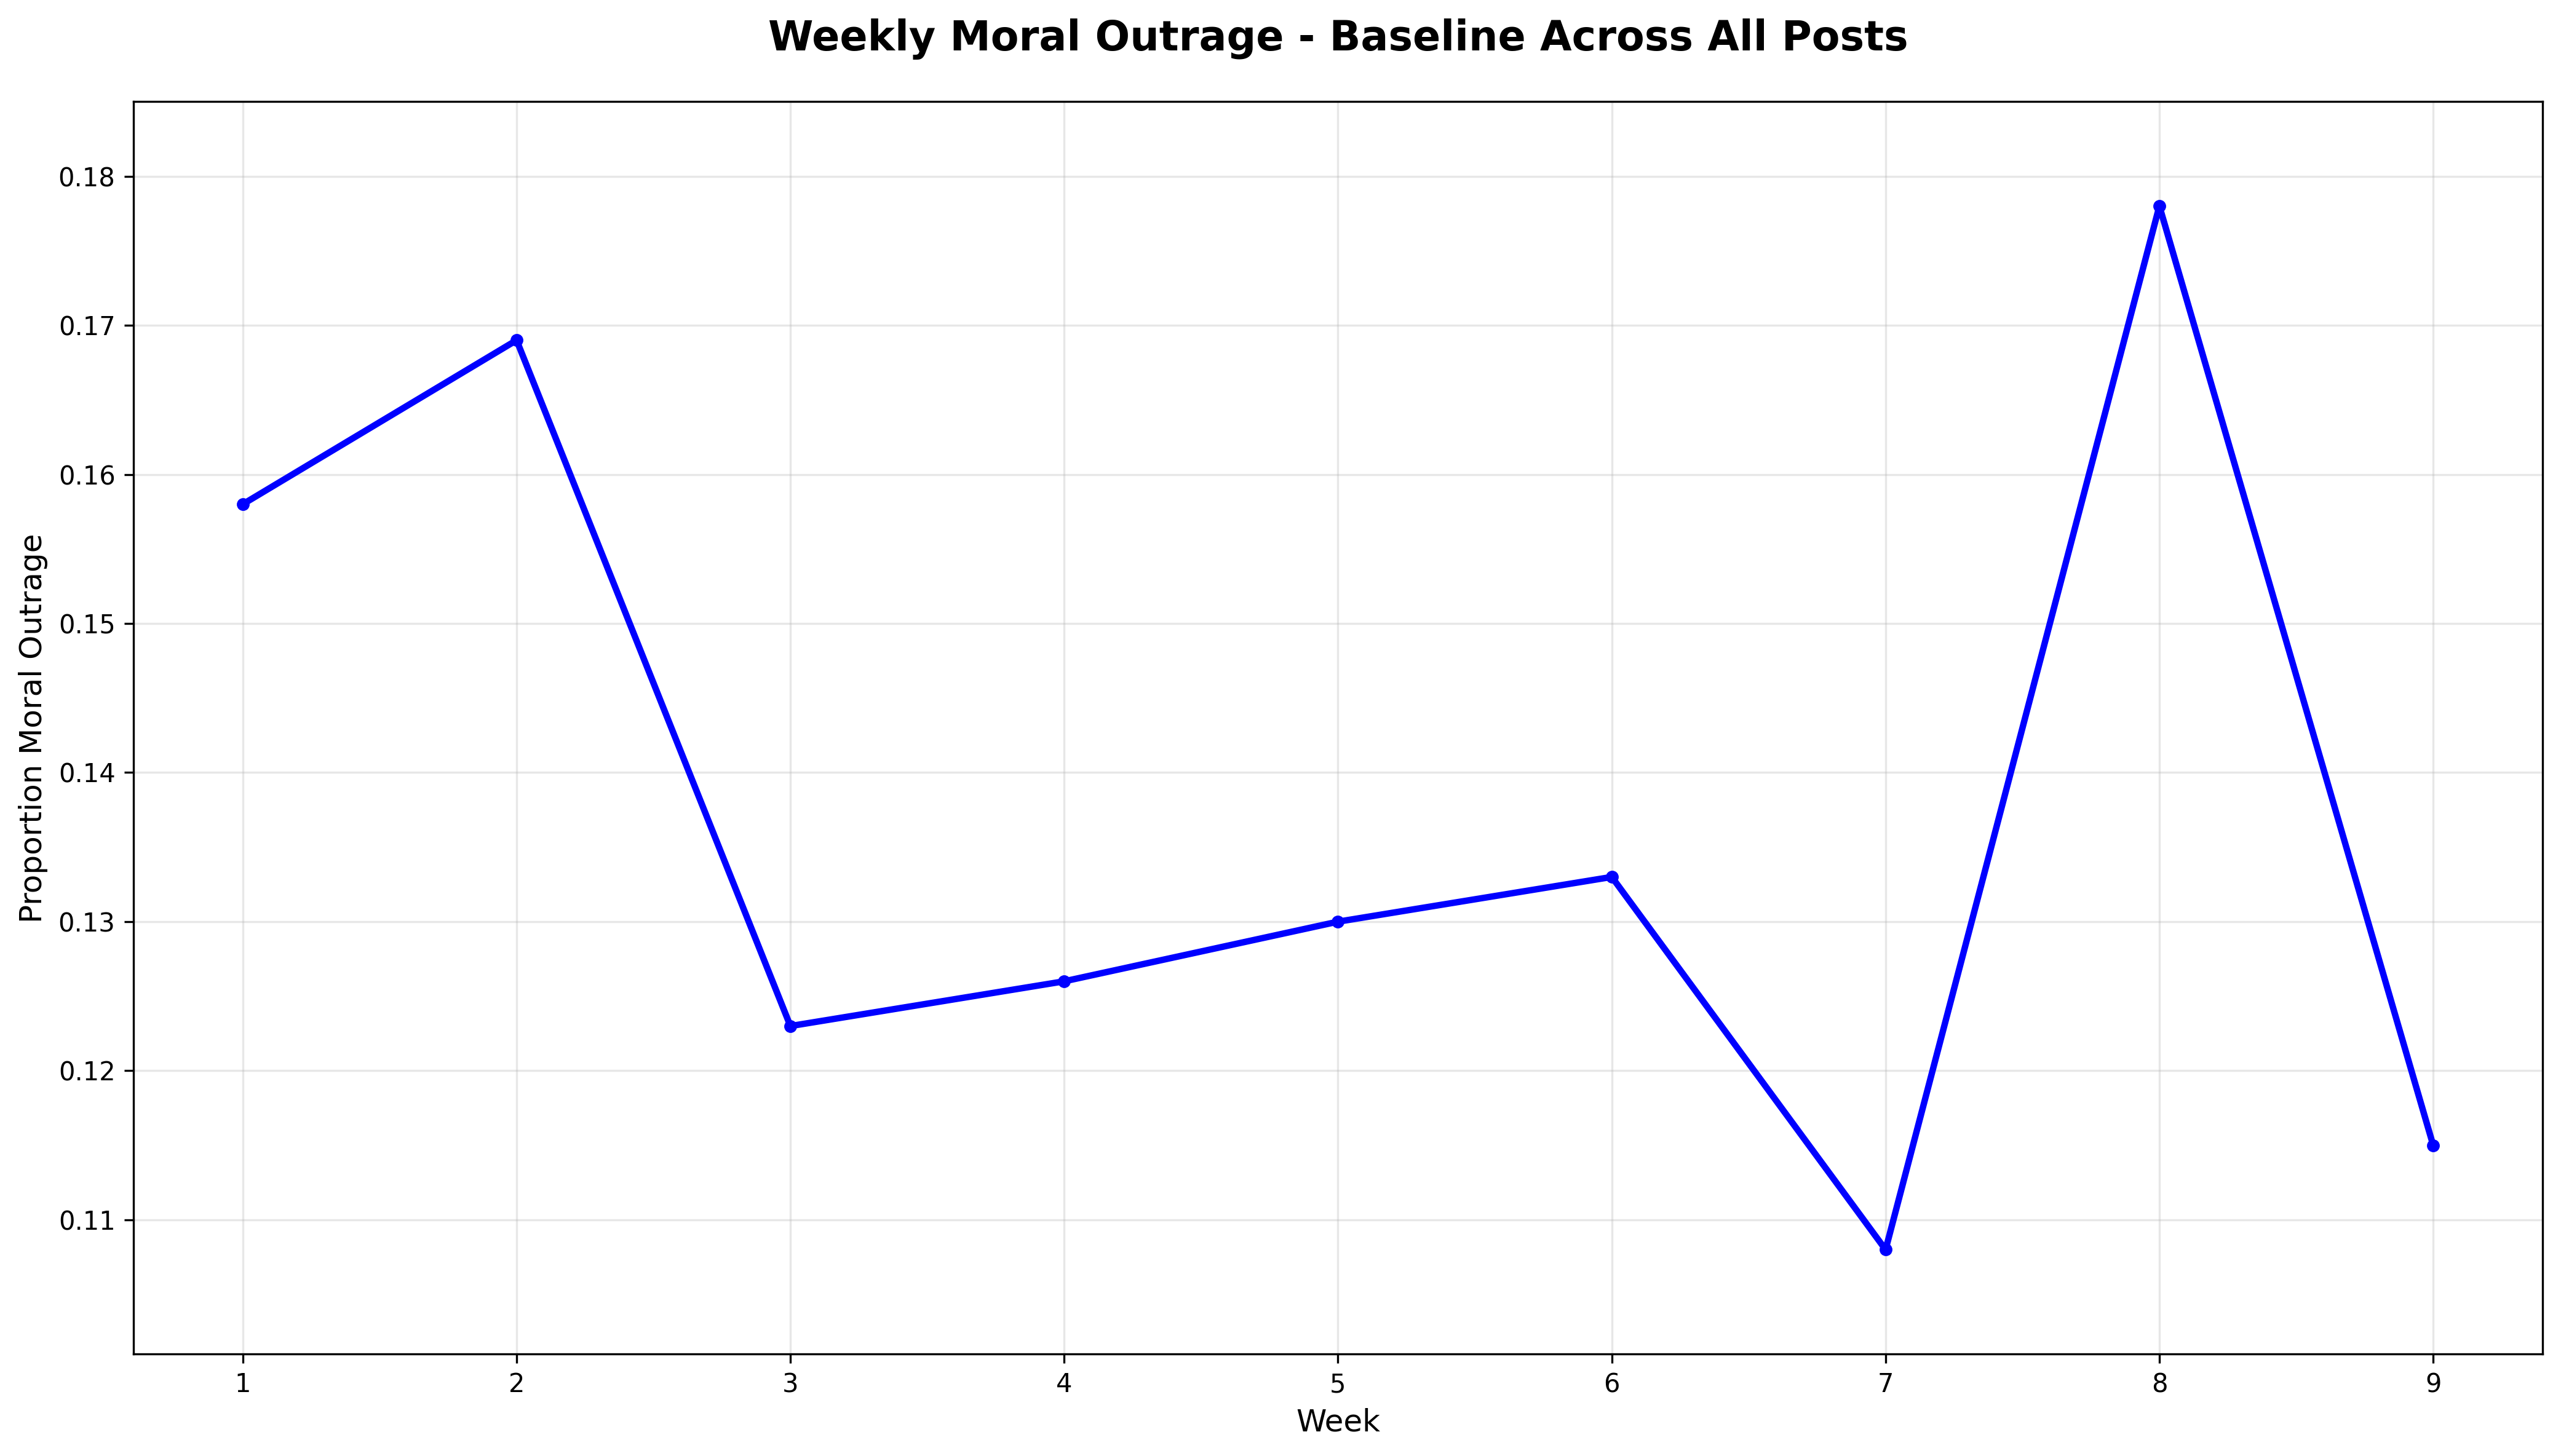 Weekly Moral Outrage - Baseline Across All Posts
Proportion Moral Outrage
0.18
0.17
0.16
0.15
0.14
0.13
0.12
0.11
1 2 3 4 5 6 7 8 9
Week